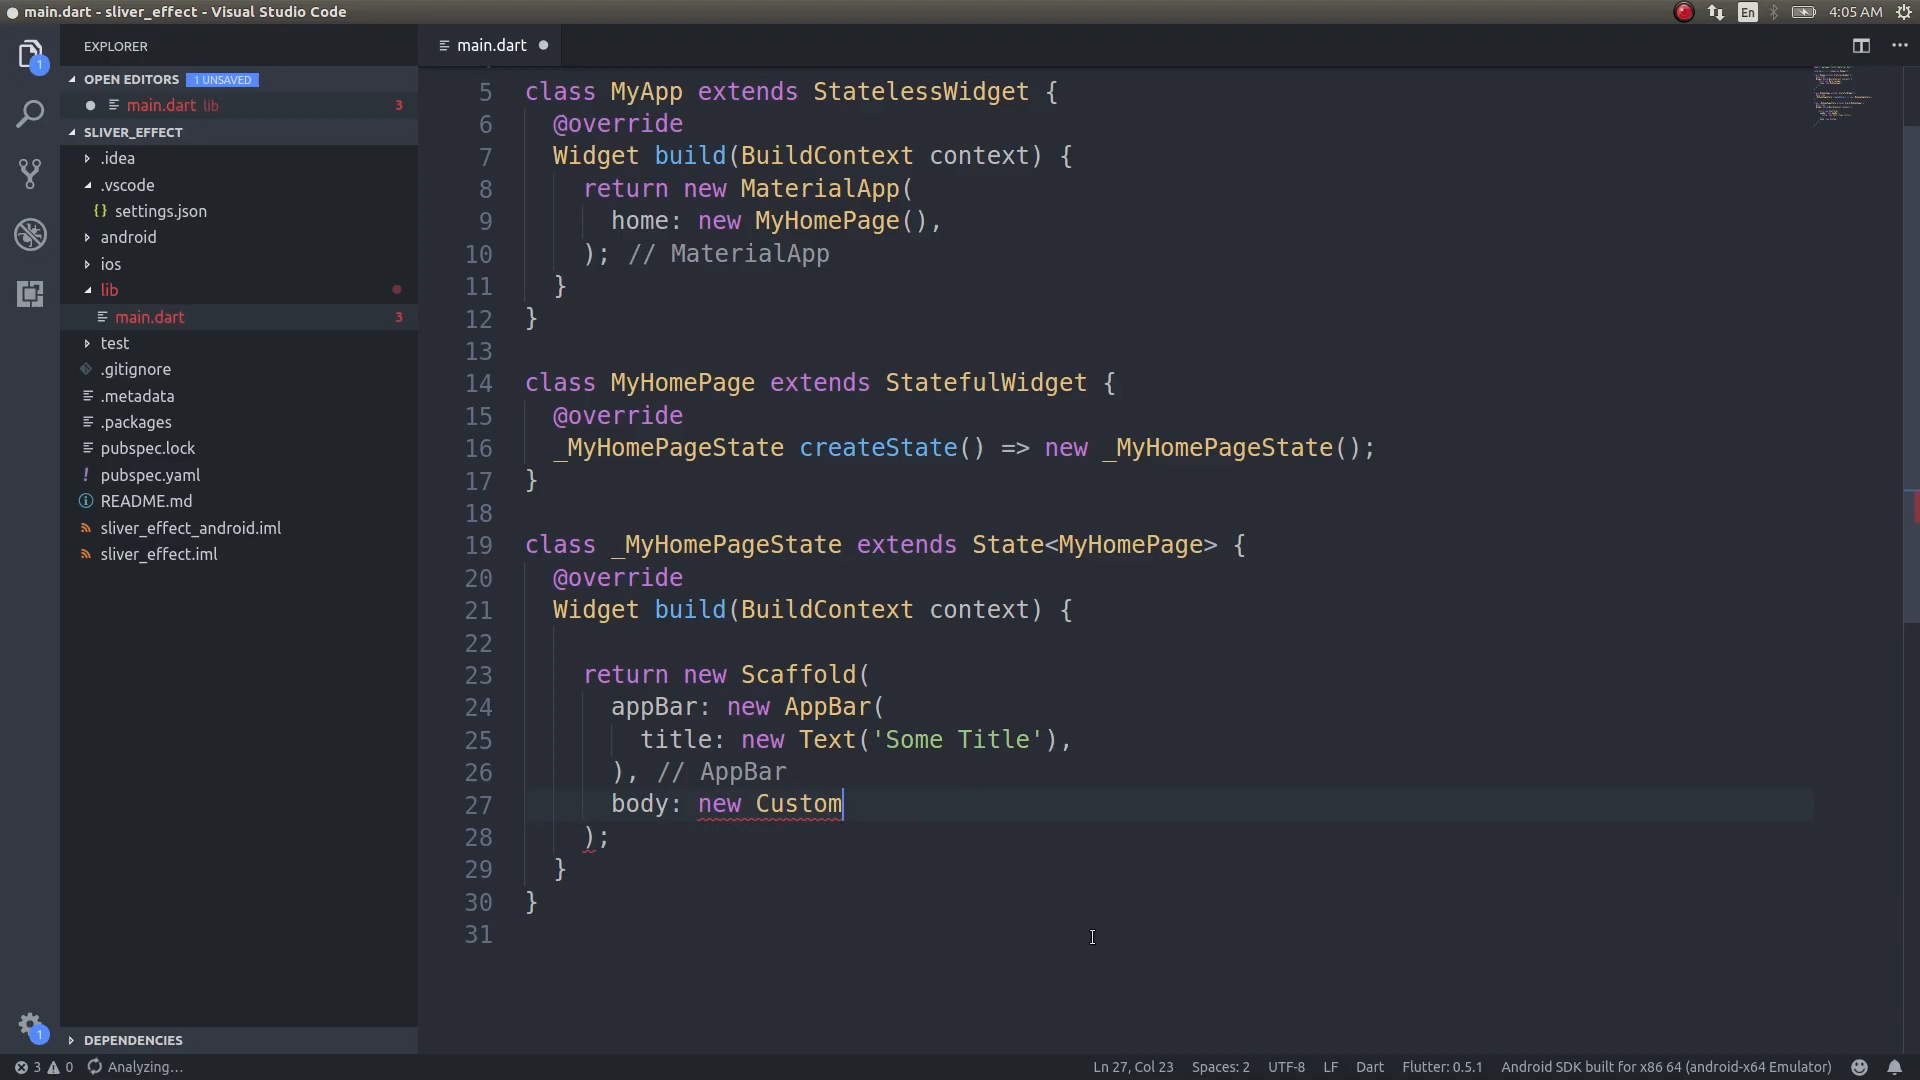 main.dart - sliver_effect - Visual Studio Code
En
4:05 AM
EXPLORER
OPEN EDITORS 1 UNSAVED
main.dart lib 3
SLIVER_EFFECT
.idea
.vscode
{} settings.json
android
ios
lib
main.dart 3
test
.gitignore
.metadata
.packages
pubspec.lock
! pubspec.yaml
README.md
sliver_effect_android.iml
sliver_effect.iml
DEPENDENCIES
1
1
main.dart
5 class MyApp extends StatelessWidget {
6 @override
7 Widget build(BuildContext context) {
8 return new MaterialApp(
9 home: new MyHomePage(),
10 ); // MaterialApp
11 }
12 }
13
14 class MyHomePage extends StatefulWidget {
15 @override
16 _MyHomePageState createState() => new _MyHomePageState();
17 }
18
19 class _MyHomePageState extends State<MyHomePage> {
20 @override
21 Widget build(BuildContext context) {
22
23 return new Scaffold(
24 appBar: new AppBar(
25 title: new Text('Some Title'),
26 ), // AppBar
27 body: new Custom
28 );
29 }
30 }
31
3 0 Analyzing... Ln 27, Col 23 Spaces: 2 UTF-8 LF Dart Flutter: 0.5.1 Android SDK built for x86 64 (android-x64 Emulator)